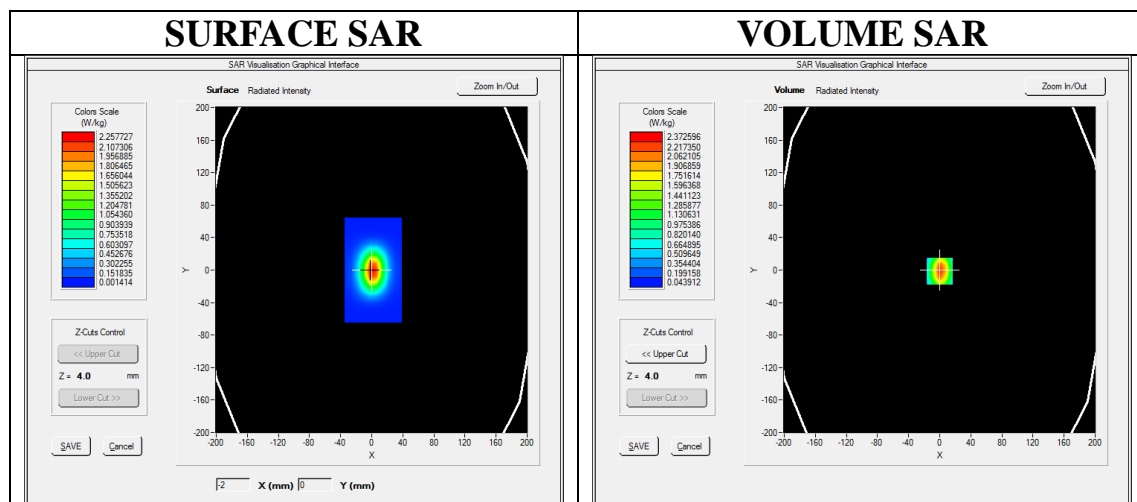 SURFACE SAR
SAR Visualisation Graphical Interface
Surface Radiated Intensity
Zoom In/Out
Colors Scale
(W/kg)
2.257727
2.107306
1.956885
1.806465
1.656044
1.505623
1.355202
1.204781
1.054360
0.903939
0.753518
0.603097
0.452676
0.302255
0.151835
0.001414
200
160
120
80
40
0
-40
-80
-120
-160
-200
Y
-200 -160 -120 -80 -40 0 40 80 120 160 200
X
Z-Cuts Control
<< Upper Cut
Z = 4.0 mm
Lower Cut >>
SAVE Cancel
-2 X (mm) 0 Y (mm)
VOLUME SAR
SAR Visualisation Graphical Interface
Volume Radiated Intensity
Zoom In/Out
Colors Scale
(W/kg)
2.372596
2.217350
2.062105
1.906859
1.751614
1.596368
1.441123
1.285877
1.130631
0.975386
0.820140
0.664895
0.509649
0.354404
0.199158
0.043912
200
160
120
80
40
0
-40
-80
-120
-160
-200
Y
-200 -160 -120 -80 -40 0 40 80 120 160 200
X
Z-Cuts Control
<< Upper Cut
Z = 4.0 mm
Lower Cut >>
SAVE Cancel